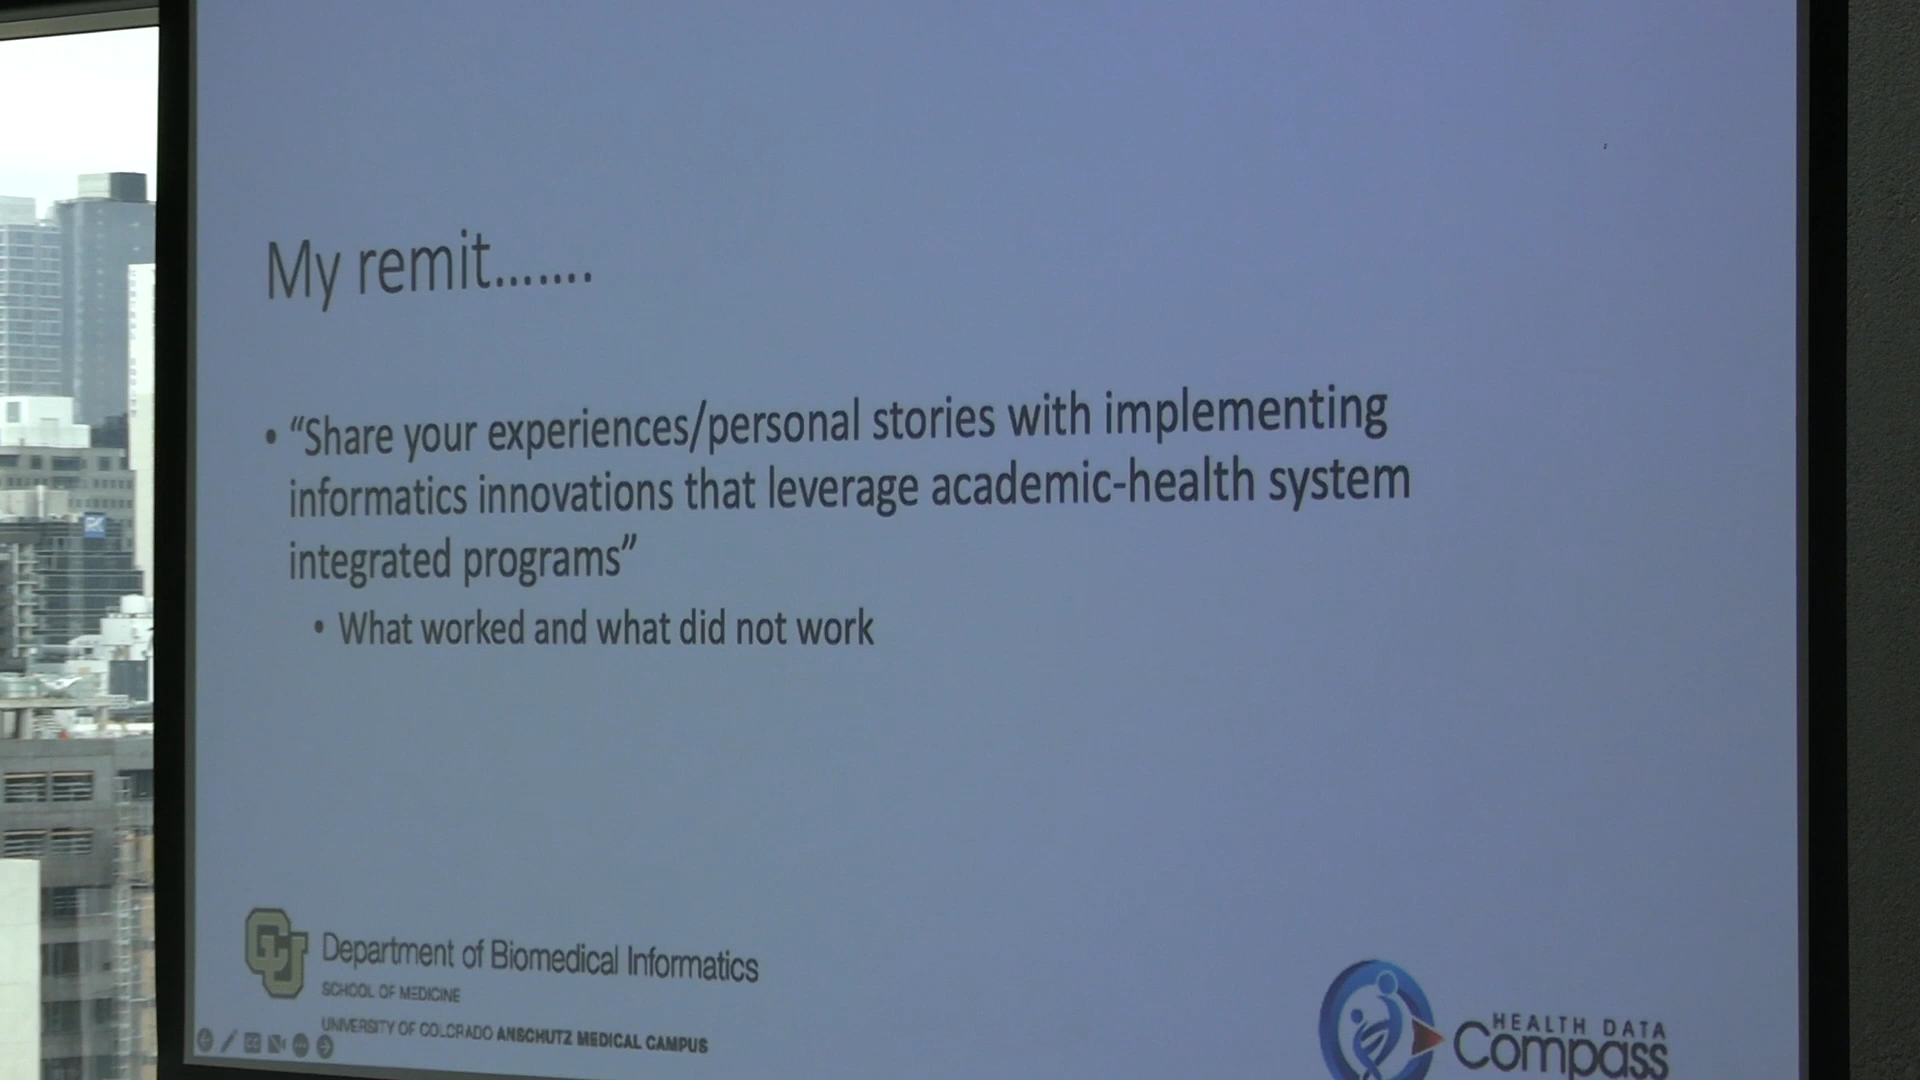 My remit.......
• “Share your experiences/personal stories with implementing
informatics innovations that leverage academic-health system
integrated programs”
• What worked and what did not work
CU
Department of Biomedical Informatics
SCHOOL OF MEDICINE
UNIVERSITY OF COLORADO ANSCHUTZ MEDICAL CAMPUS
HEALTH DATA
Compass